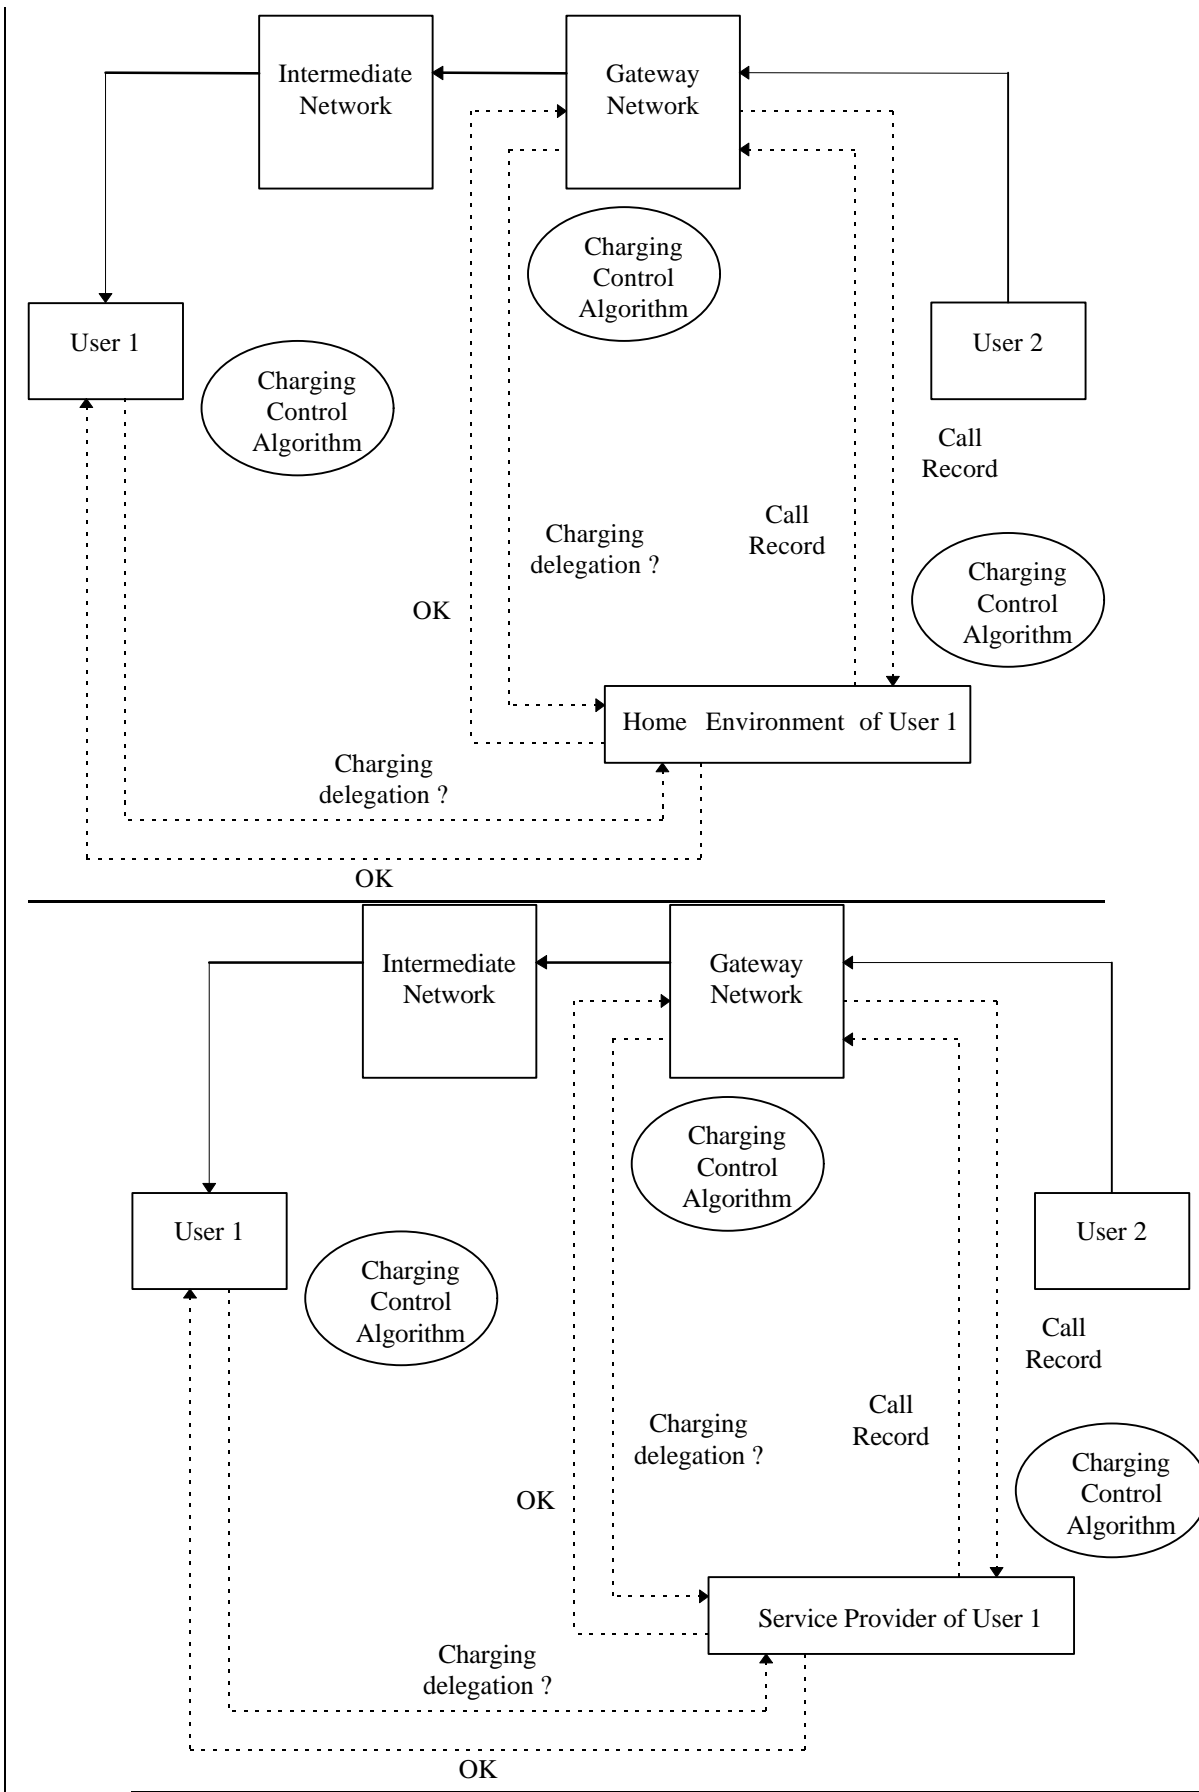 Intermediate
Network
Gateway
Network
Charging
Control
Algorithm
User 1
User 2
Charging
Control
Algorithm
Call
Record
Call
Record
Charging
delegation ?
Charging
Control
Algorithm
OK
Home Environment of User 1
Charging
delegation ?
OK
Intermediate
Network
Gateway
Network
Charging
Control
Algorithm
User 1
User 2
Charging
Control
Algorithm
Call
Record
Call
Record
Charging
delegation ?
Charging
Control
Algorithm
OK
Service Provider of User 1
Charging
delegation ?
OK